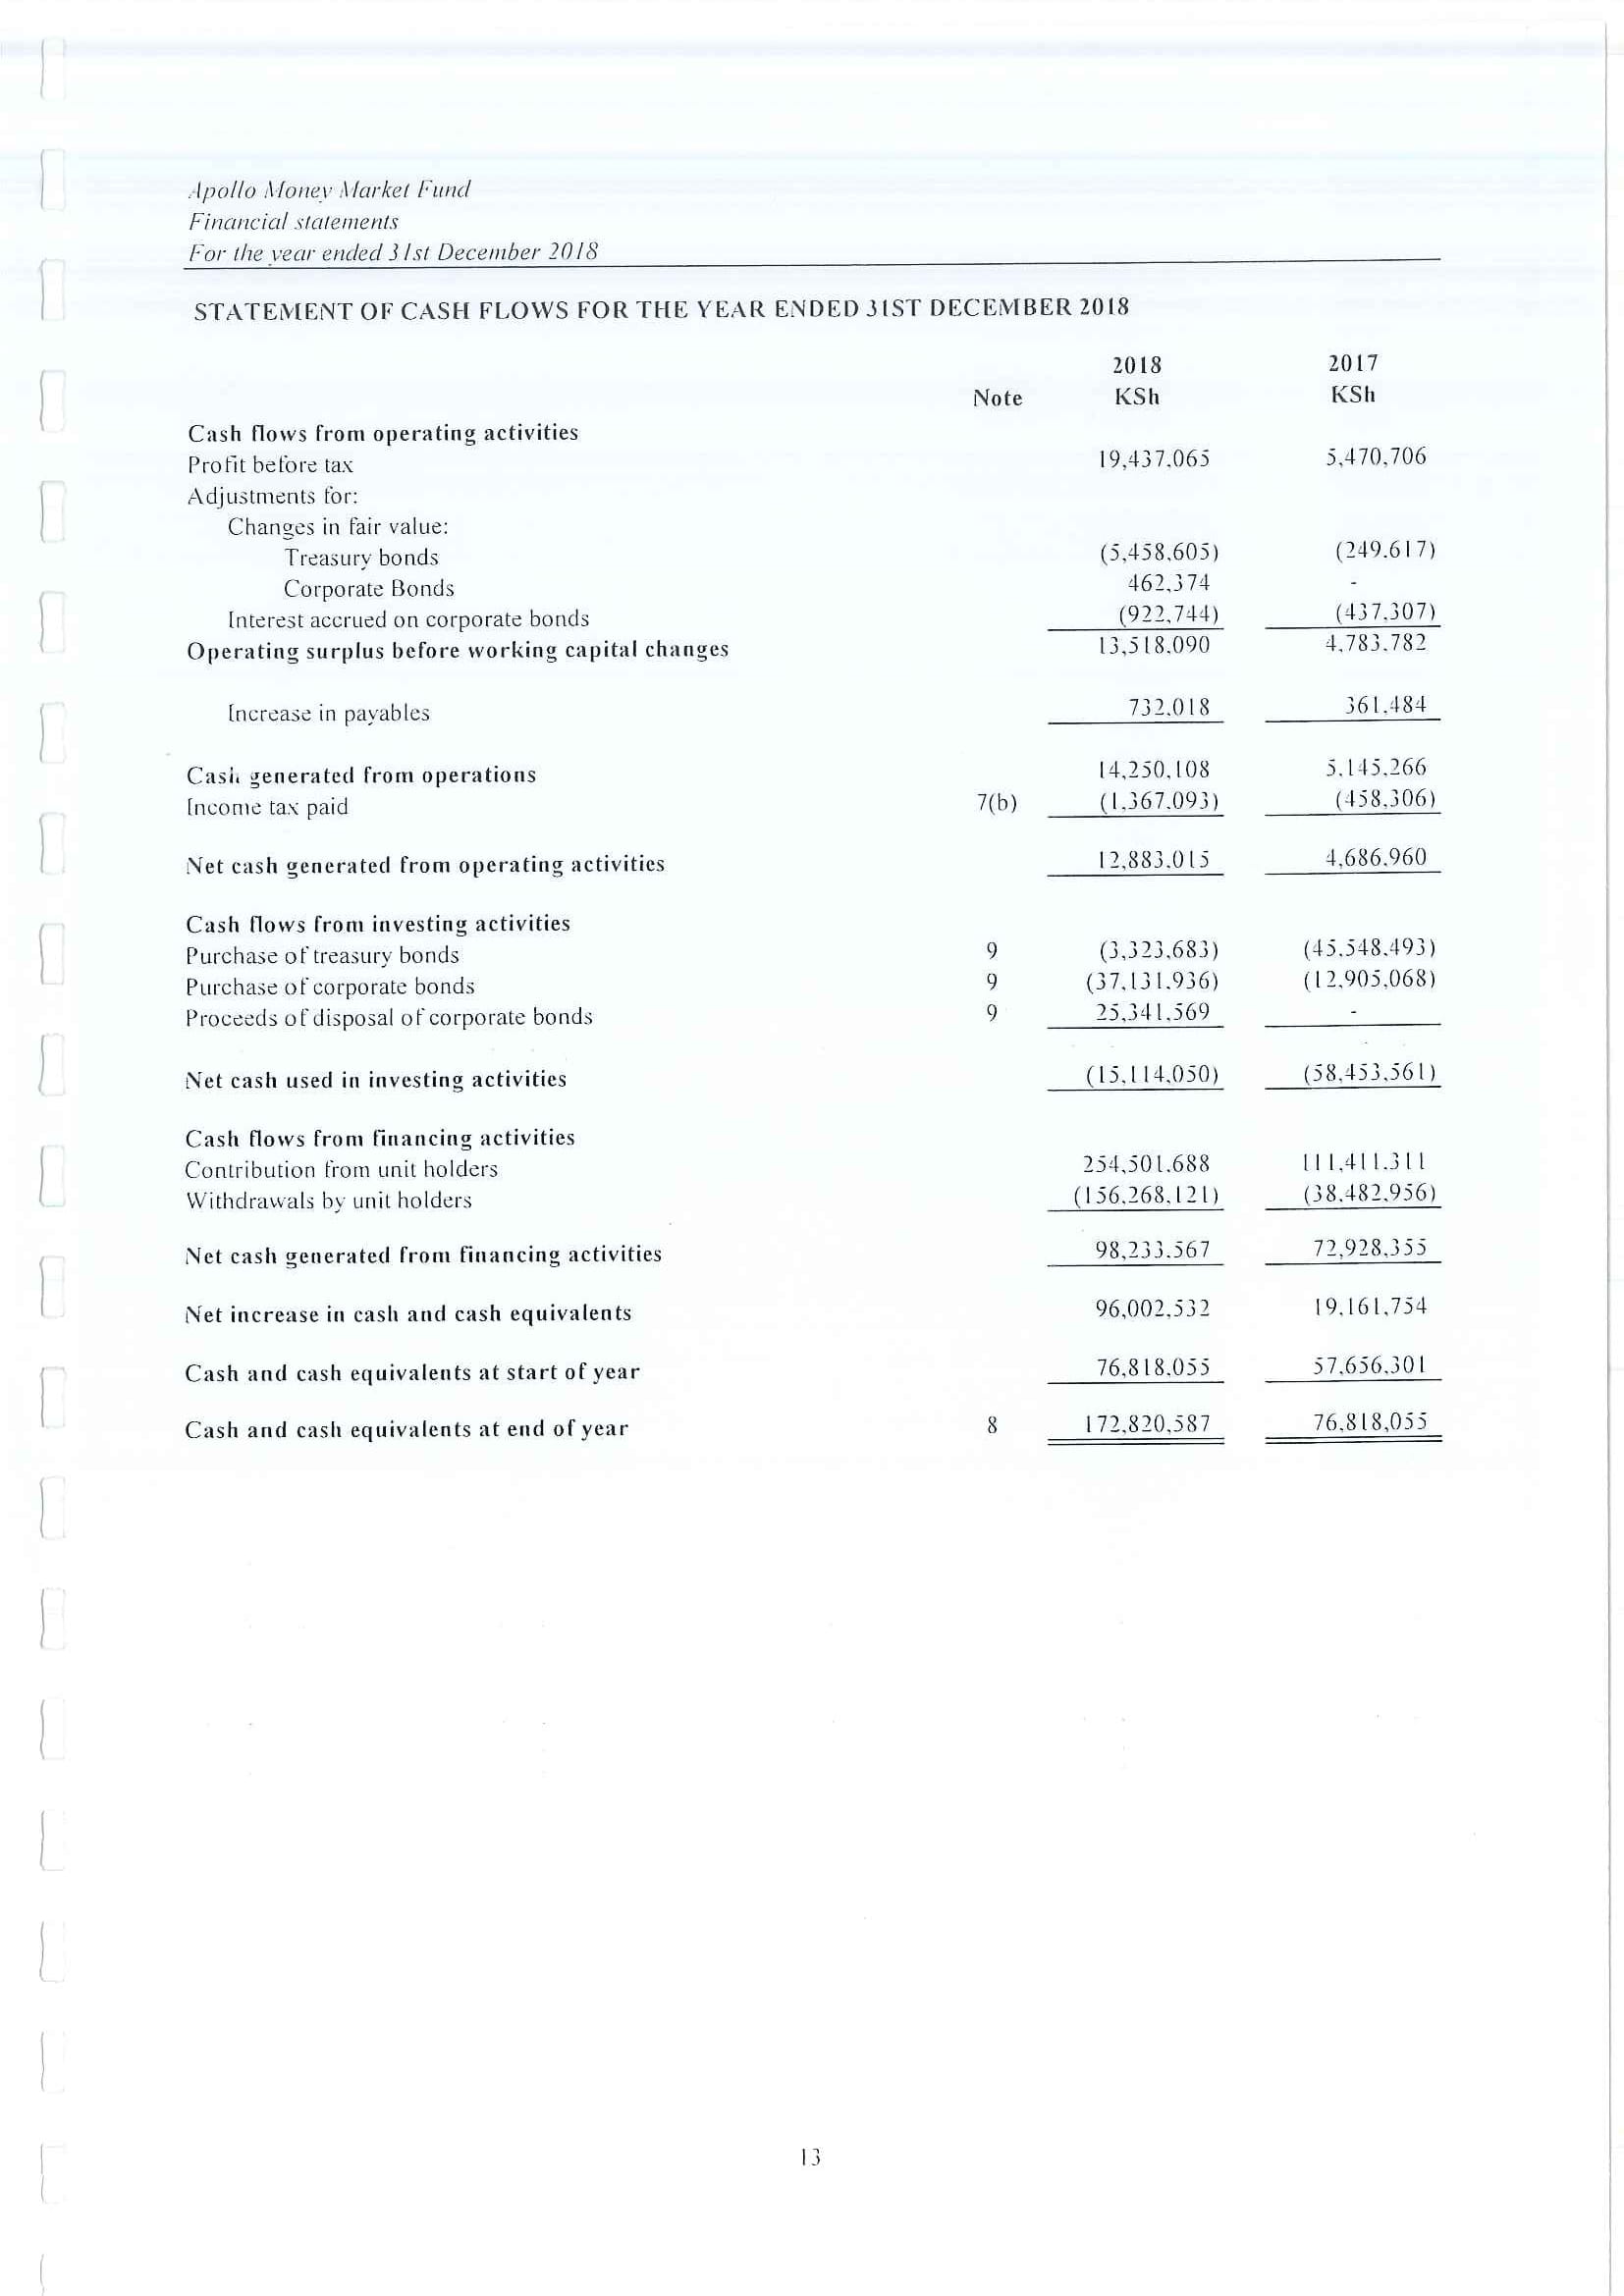 Apollo Money Market Fund
Financial statements
For the year ended 31st December 2018
STATEMENT OF CASH FLOWS FOR THE YEAR ENDED 31ST DECEMBER 2018
2018 2017
Note KSh KSh
Cash flows from operating activities
Profit before tax 19,437,065 5,470,706
Adjustments for:
Changes in fair value:
Treasury bonds (5,458,605) (249,617)
Corporate Bonds 462,374 -
Interest accrued on corporate bonds (922,744) (437,307)
Operating surplus before working capital changes 13,518,090 4,783,782
Increase in payables 732,018 361,484
Cash generated from operations 14,250,108 5,145,266
Income tax paid 7(b) (1,367,093) (458,306)
Net cash generated from operating activities 12,883,015 4,686,960
Cash flows from investing activities
Purchase of treasury bonds 9 (3,323,683) (45,548,493)
Purchase of corporate bonds 9 (37,131,936) (12,905,068)
Proceeds of disposal of corporate bonds 9 25,341,569 -
Net cash used in investing activities (15,114,050) (58,453,561)
Cash flows from financing activities
Contribution from unit holders 254,501,688 111,411,311
Withdrawals by unit holders (156,268,121) (38,482,956)
Net cash generated from financing activities 98,233,567 72,928,355
Net increase in cash and cash equivalents 96,002,532 19,161,754
Cash and cash equivalents at start of year 76,818,055 57,656,301
Cash and cash equivalents at end of year 8 172,820,587 76,818,055
13